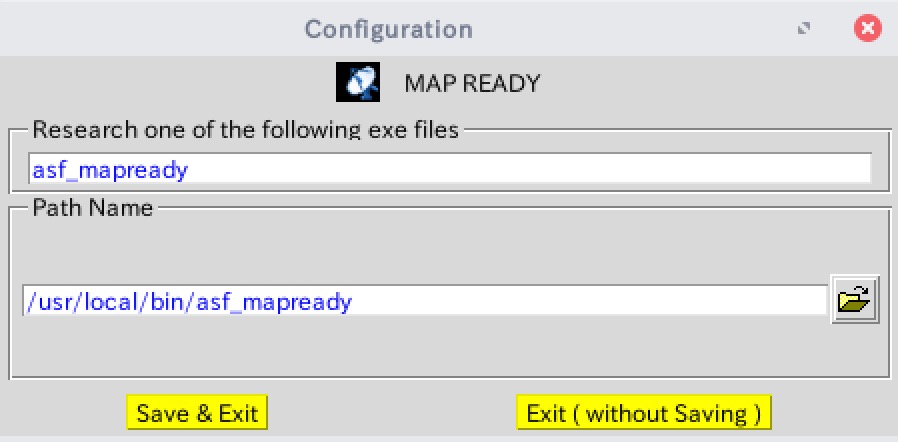 Configuration
MAP READY
Research one of the following exe files
asf_mapready
Path Name
/usr/local/bin/asf_mapready
Save & Exit
Exit ( without Saving )